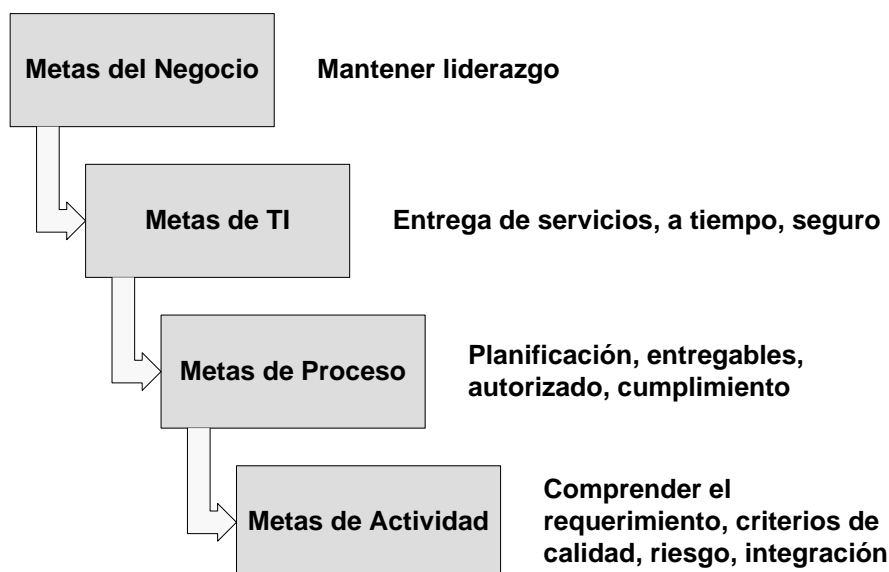 Metas del Negocio
Mantener liderazgo
Metas de TI
Entrega de servicios, a tiempo, seguro
Metas de Proceso
Planificación, entregables,
autorizado, cumplimiento
Metas de Actividad
Comprender el
requerimiento, criterios de
calidad, riesgo, integración